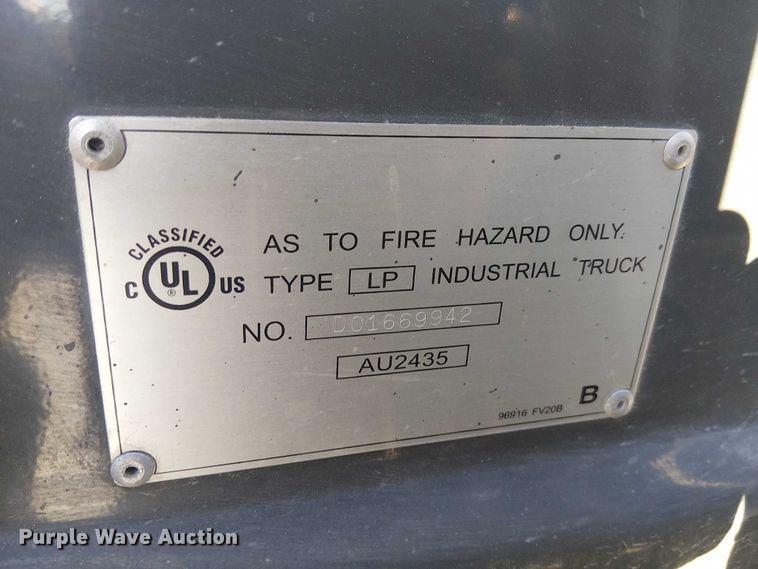 CLASSIFIED
C UL US
®
AS TO FIRE HAZARD ONLY.
TYPE LP INDUSTRIAL TRUCK
NO. D01669942
AU2435
96916 FV20B B
Purple Wave Auction